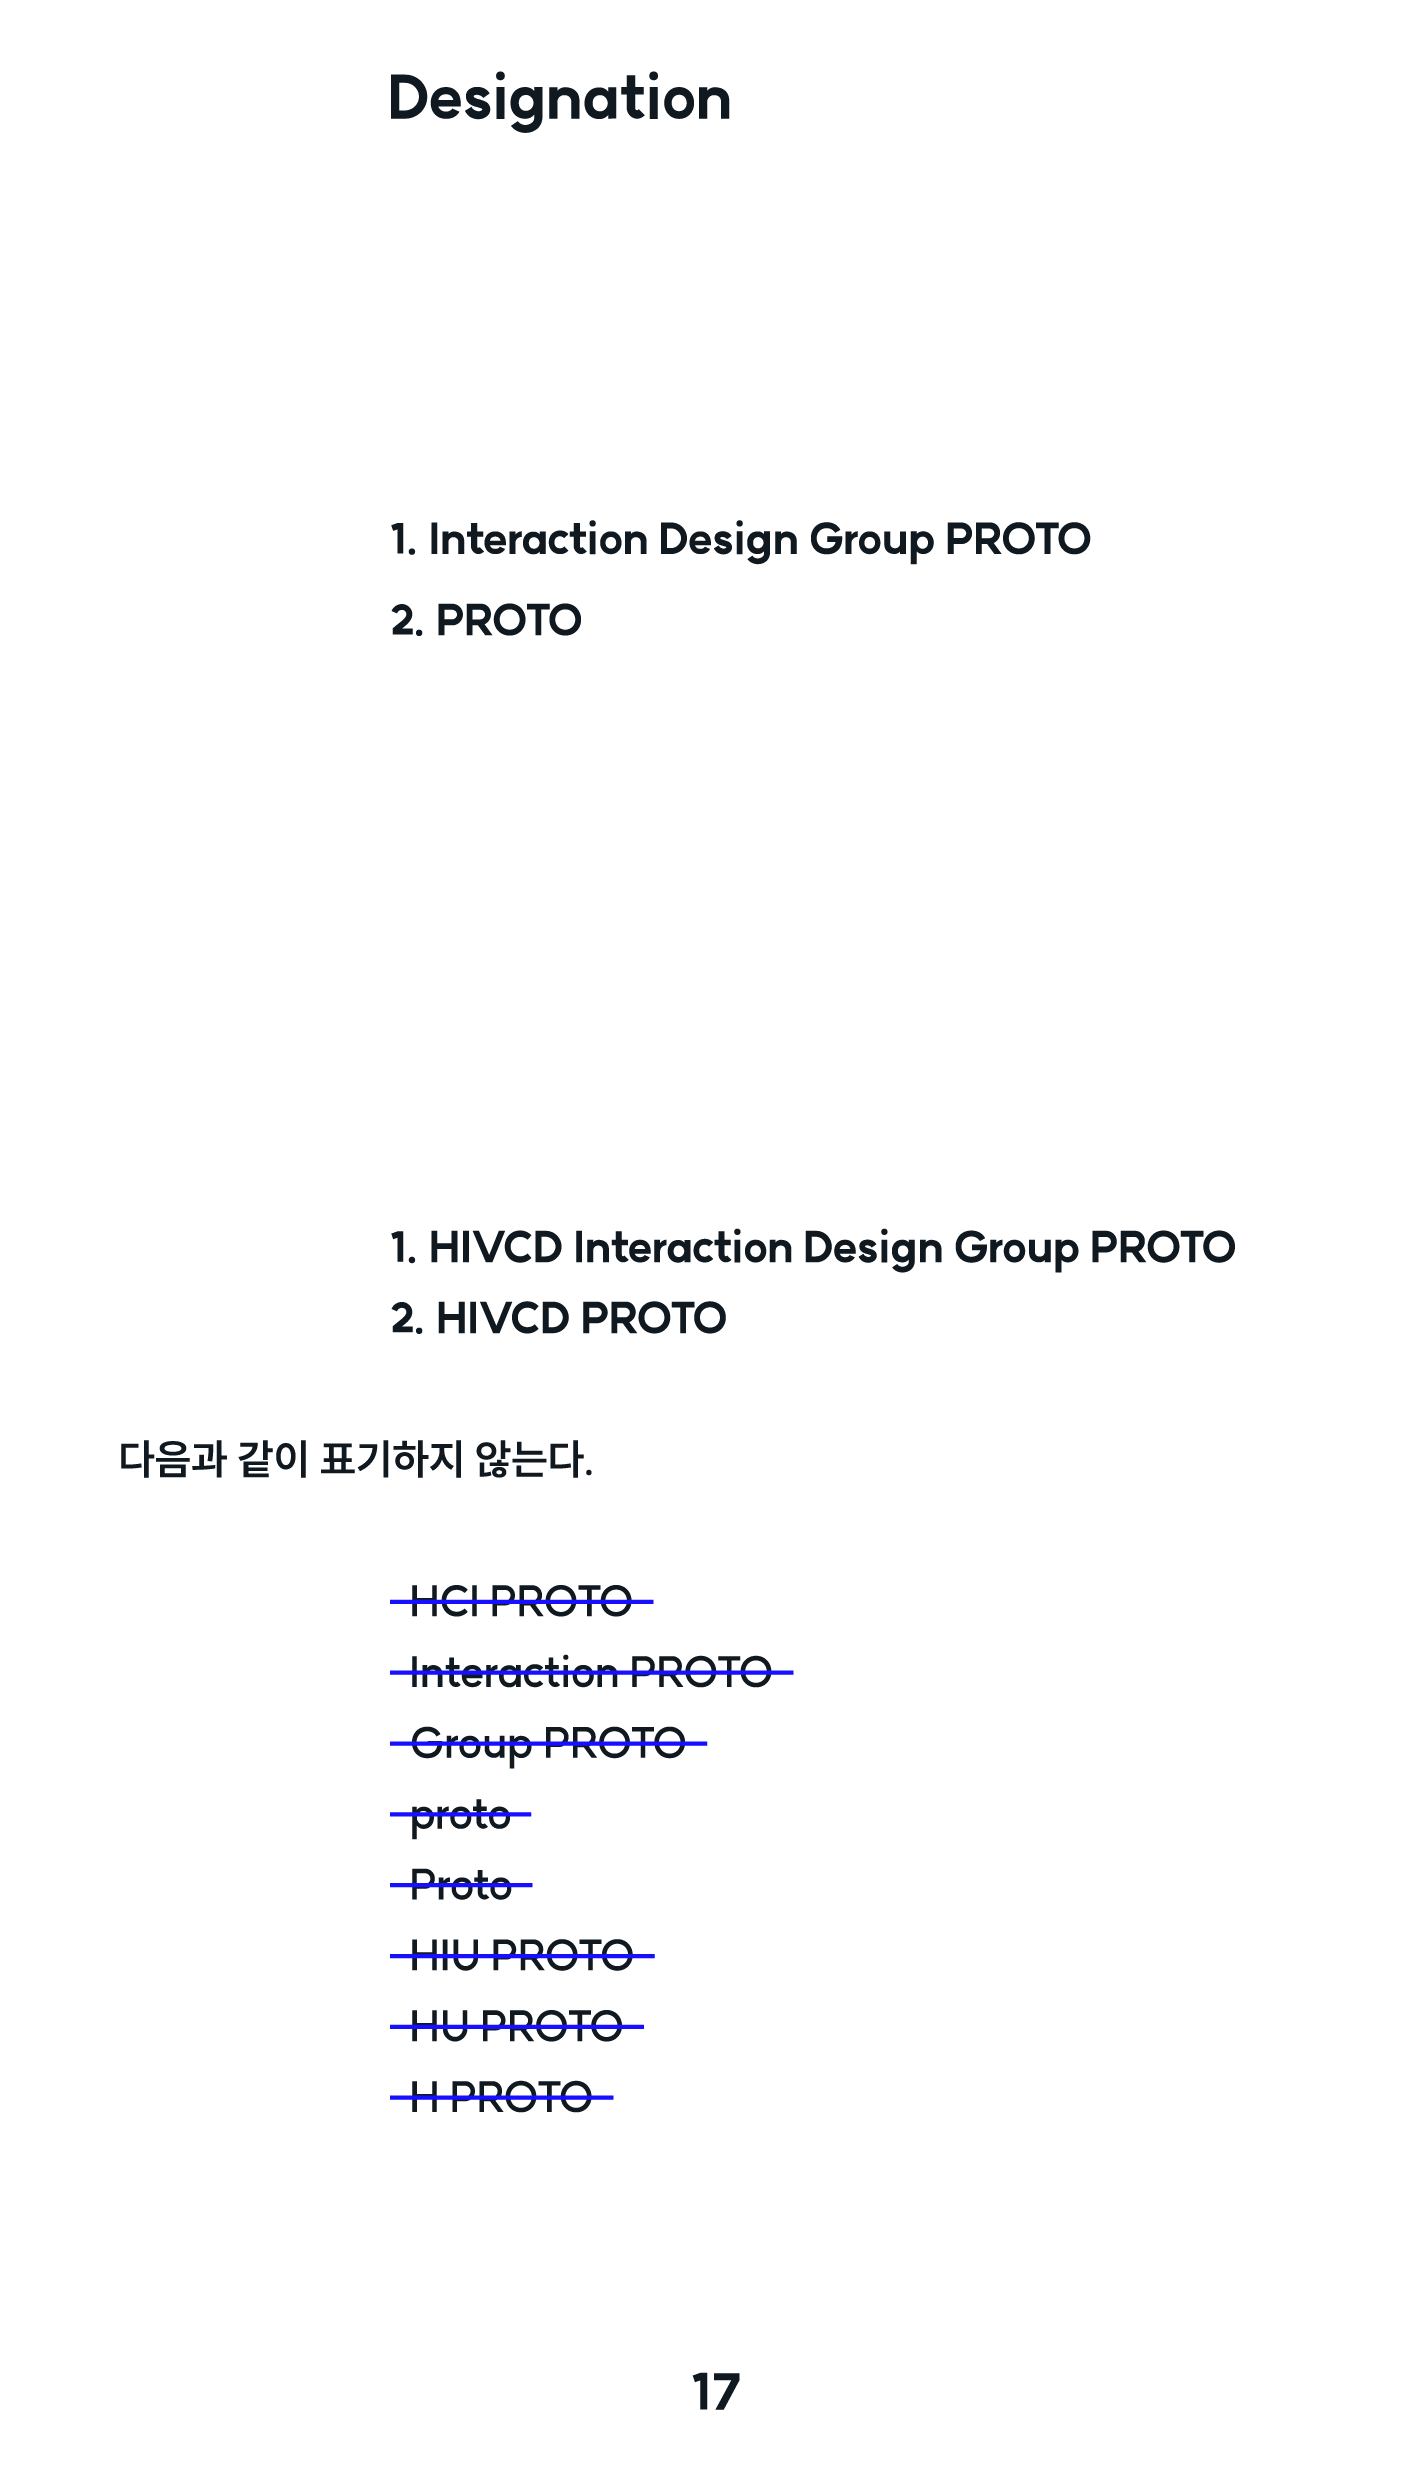 Designation
1. Interaction Design Group PROTO
2. PROTO
1. HIVCD Interaction Design Group PROTO
2. HIVCD PROTO
다음과 같이 표기하지 않는다.
HCI PROTO
Interaction PROTO
Group PROTO
proto
Proto
HIU PROTO
HU PROTO
H PROTO
17